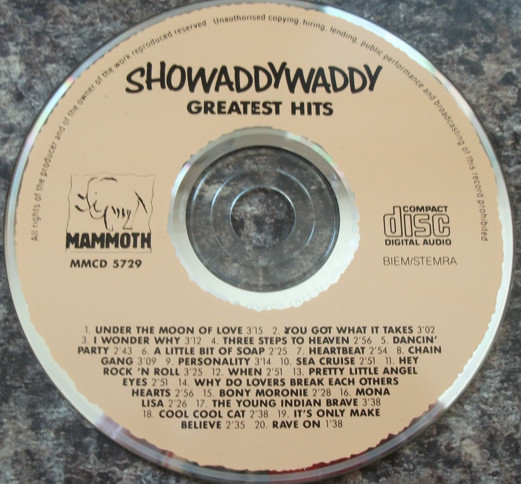 All rights of the producer and of the owner of the work reproduced reserved Unauthorised copying, hiring, lending, public performance and broadcasting of this record prohibited
SHOWADDYWADDY
GREATEST HITS
MAMMOTH
MMCD 5729
COMPACT
disc
DIGITAL AUDIO
BIEM/STEMRA
1. UNDER THE MOON OF LOVE 3'15 2. YOU GOT WHAT IT TAKES 3'02
3. I WONDER WHY 3'12 4. THREE STEPS TO HEAVEN 2'56 5. DANCIN'
PARTY 2'43 6. A LITTLE BIT OF SOAP 2'25 7. HEARTBEAT 2'54 8. CHAIN
GANG 3'09 9. PERSONALITY 3'14 10. SEA CRUISE 2'51 11. HEY
ROCK 'N ROLL 3'25 12. WHEN 2'51 13. PRETTY LITTLE ANGEL
EYES 2'51 14. WHY DO LOVERS BREAK EACH OTHERS
HEARTS 2'56 15. BONY MORONIE 2'28 16. MONA
LISA 2'26 17. THE YOUNG INDIAN BRAVE 3'38
18. COOL COOL CAT 2'38 19. IT'S ONLY MAKE
BELIEVE 2'35 20. RAVE ON 1'38